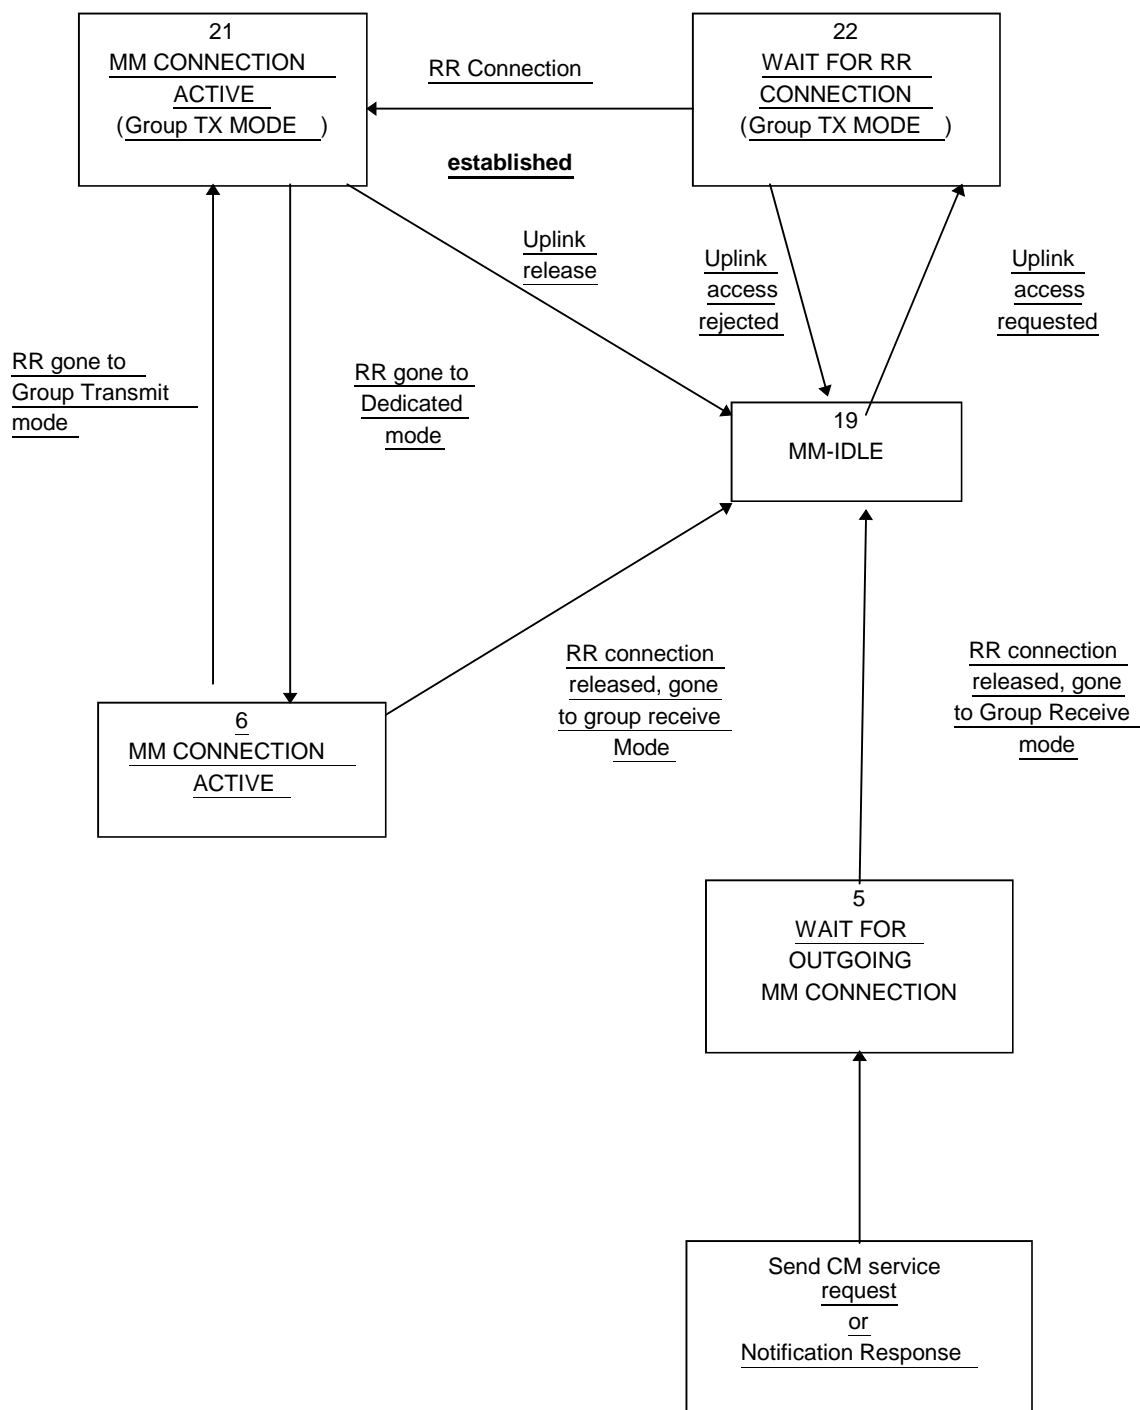 21
MM CONNECTION
ACTIVE
(Group TX MODE )
RR Connection
established
22
WAIT FOR RR
CONNECTION
(Group TX MODE )
Uplink
release
Uplink
access
rejected
Uplink
access
requested
RR gone to
Group Transmit
mode
RR gone to
Dedicated
mode
19
MM-IDLE
RR connection
released, gone
to group receive
Mode
RR connection
released, gone
to Group Receive
mode
6
MM CONNECTION
ACTIVE
5
WAIT FOR
OUTGOING
MM CONNECTION
Send CM service
request
or
Notification Response